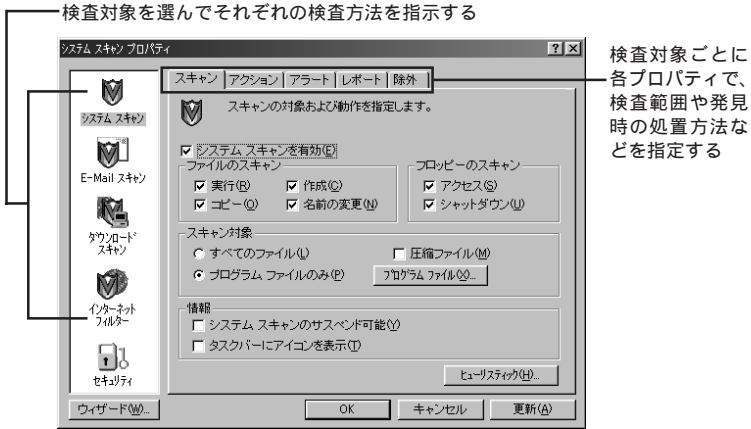 検査対象を選んでそれぞれの検査方法を指示する
システム スキャン プロパティ
検査対象ごとに
各プロパティで、
検査範囲や発見
時の処置方法な
どを指定する
スキャン アクション アラート レポート 除外
スキャンの対象および動作を指定します。
システム スキャン
E-Mail スキャン
ダウンロード
スキャン
インターネット
フィルター
セキュリティ
システム スキャンを有効(E)
ファイルのスキャン
実行(R) 作成(C)
コピー(O) 名前の変更(N)
フロッピーのスキャン
アクセス(S)
シャットダウン(U)
スキャン対象
すべてのファイル(L) 圧縮ファイル(M)
プログラム ファイルのみ(P) プログラム ファイル(X)...
情報
システム スキャンのサスペンド可能(Y)
タスクバーにアイコンを表示(T)
ヒューリスティック(H)...
ウィザード(W)... OK キャンセル 更新(A)